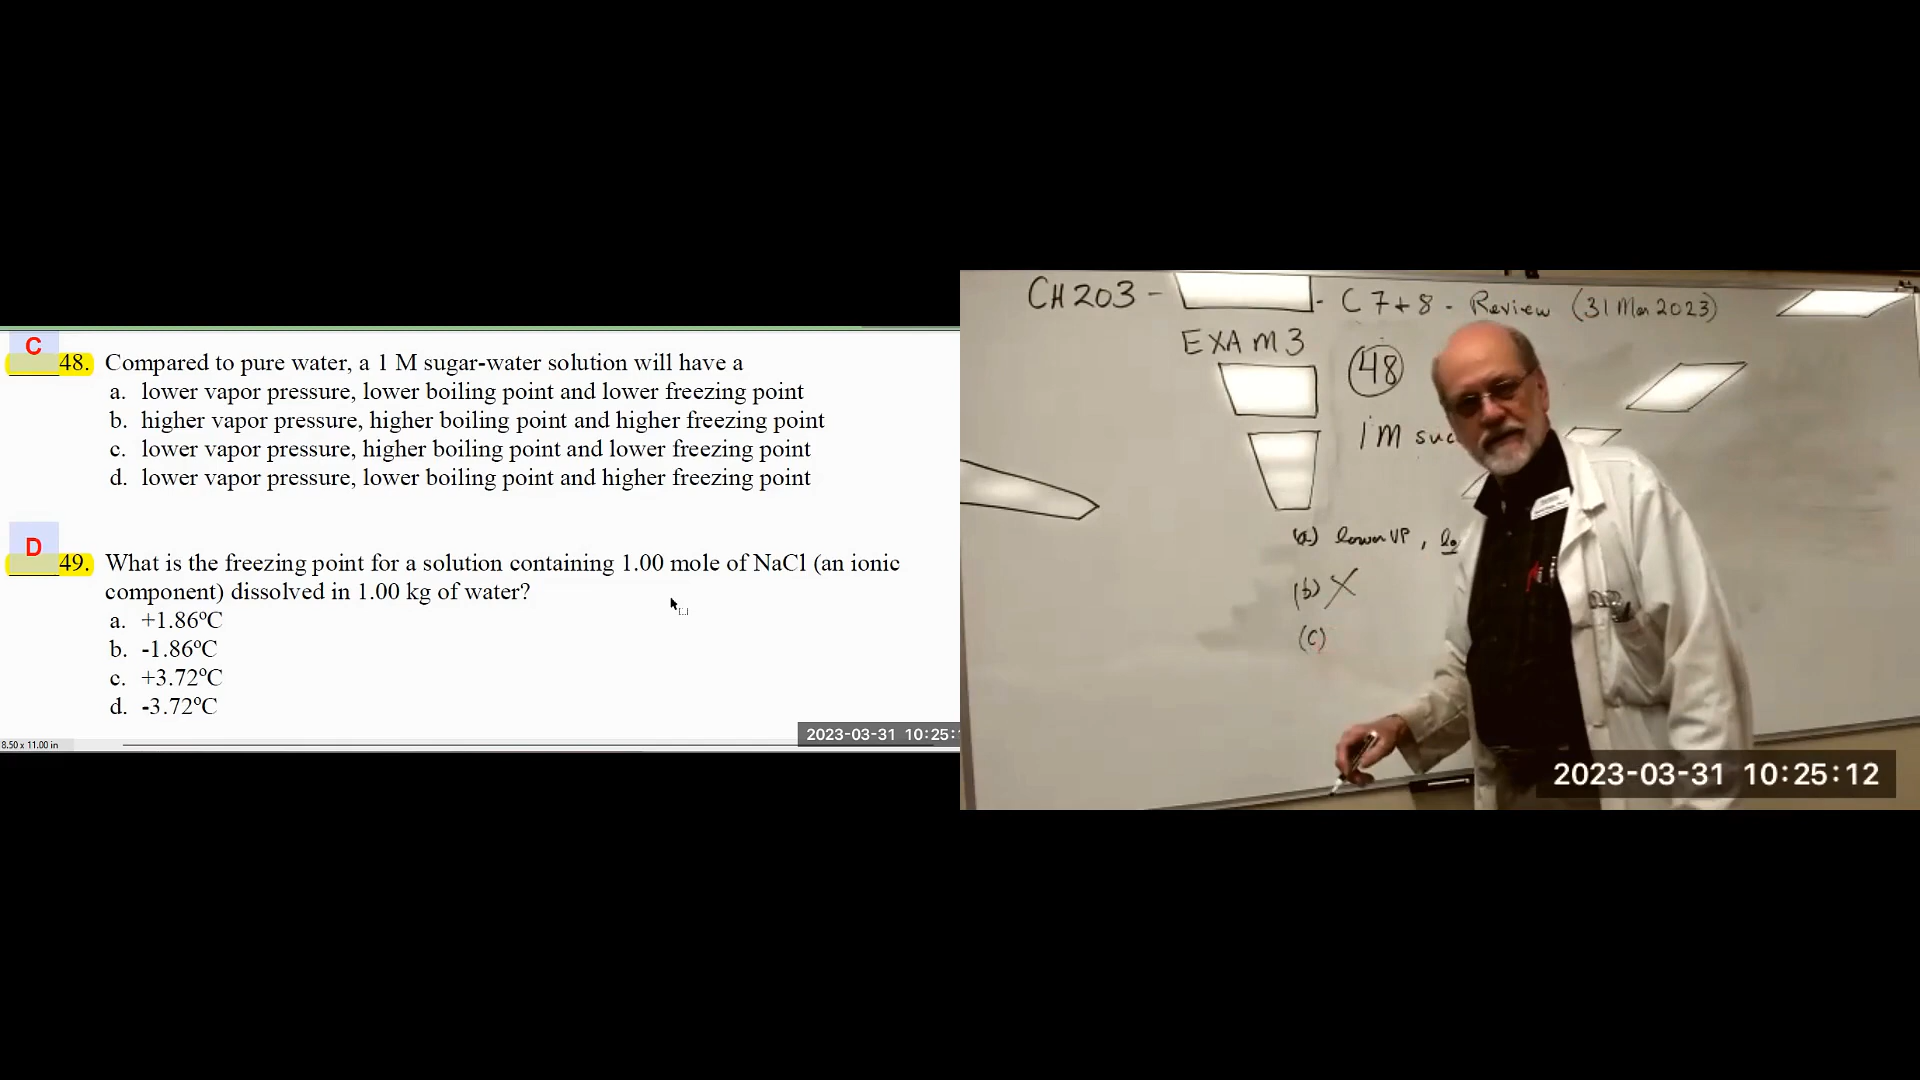 C
48. Compared to pure water, a 1 M sugar-water solution will have a
a. lower vapor pressure, lower boiling point and lower freezing point
b. higher vapor pressure, higher boiling point and higher freezing point
c. lower vapor pressure, higher boiling point and lower freezing point
d. lower vapor pressure, lower boiling point and higher freezing point
D
49. What is the freezing point for a solution containing 1.00 mole of NaCl (an ionic
component) dissolved in 1.00 kg of water?
a. +1.86ºC
b. -1.86ºC
c. +3.72ºC
d. -3.72ºC
8.50 x 11.00 in
2023-03-31 10:25:
CH203 - - C 7+8 - Review (31 Mar 2023)
EXAM 3
48
1M suc
(a) lower VP, lo
(b) X
(c)
2023-03-31 10:25:12